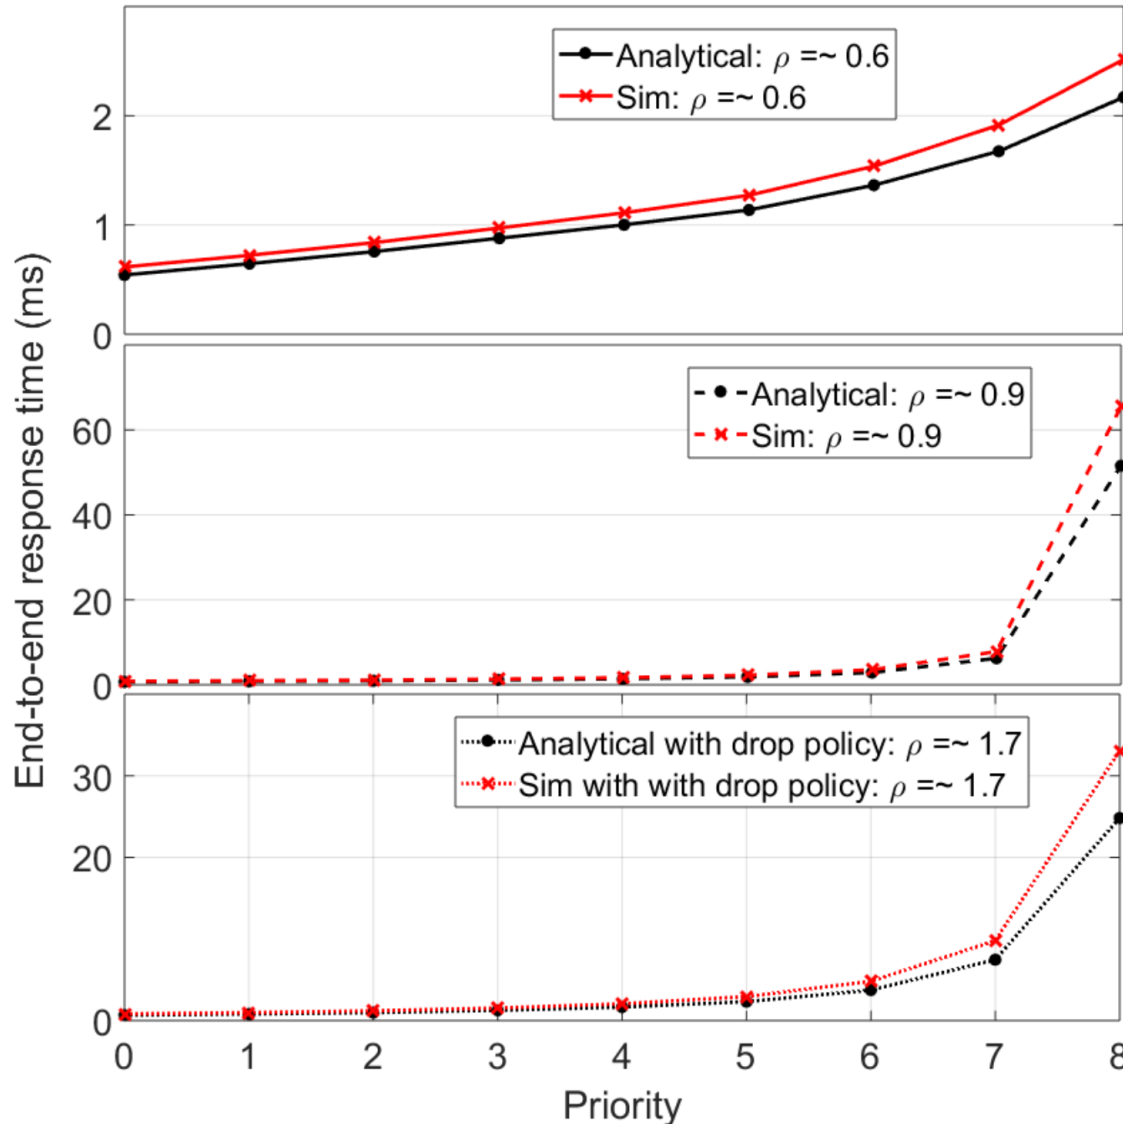 End-to-end response time (ms)
Analytical: ρ =~ 0.6
Sim: ρ =~ 0.6
2
1
0
Analytical: ρ =~ 0.9
Sim: ρ =~ 0.9
60
40
20
0
Analytical with drop policy: ρ =~ 1.7
Sim with with drop policy: ρ =~ 1.7
30
20
0
0 1 2 3 4 5 6 7 8
Priority